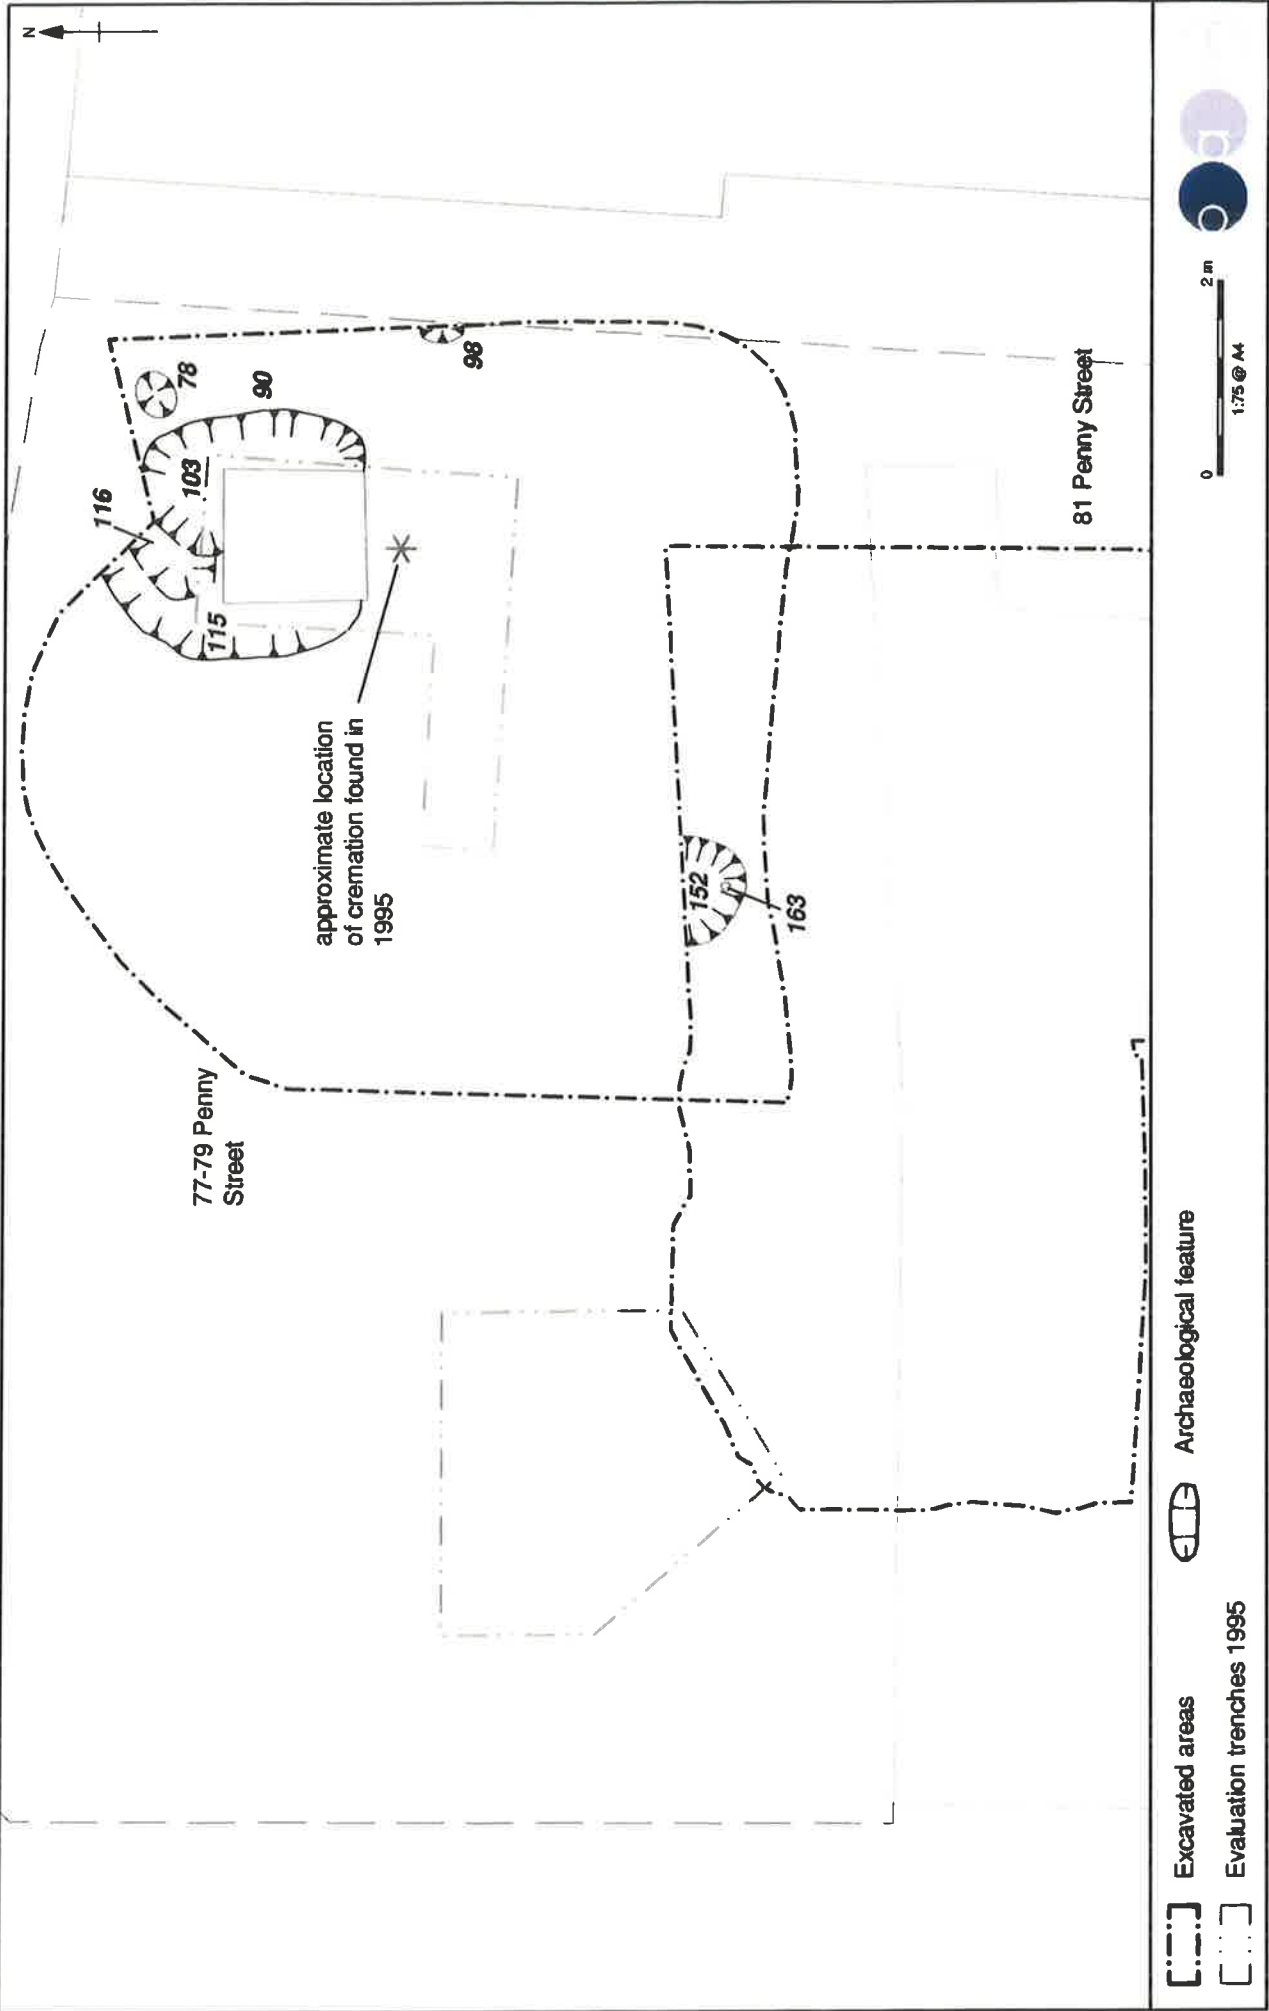 N
116
78
103
90
115
98
approximate location
of cremation found in
1995
77-79 Penny
Street
152
163
81 Penny Street
Excavated areas
Evaluation trenches 1995
Archaeological feature
0
2 m
1:75 @ A4